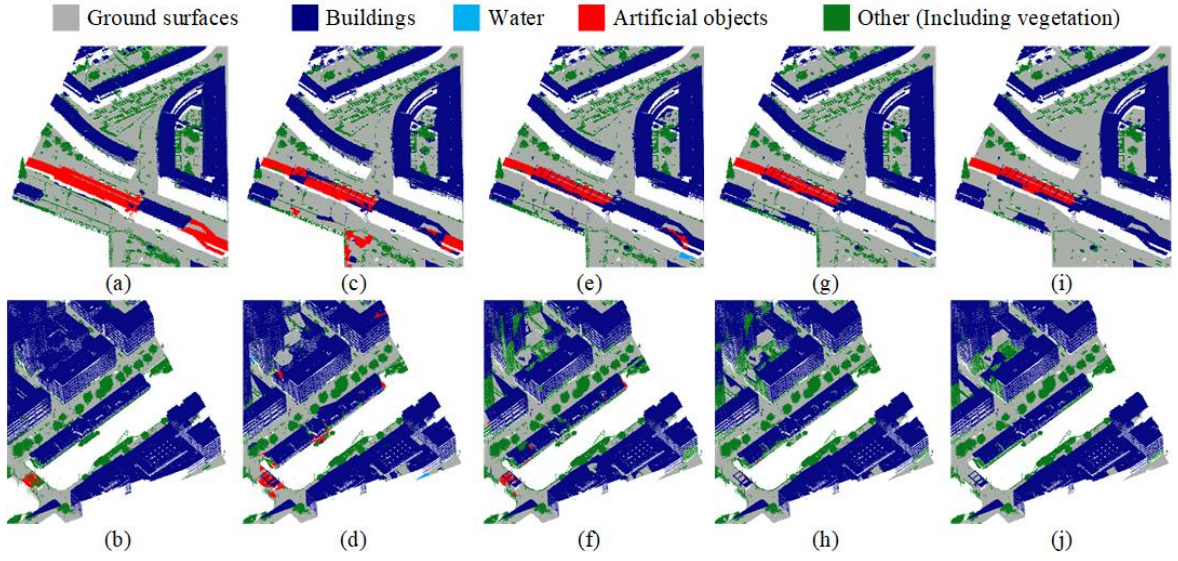 Ground surfaces Buildings Water Artificial objects Other (Including vegetation)
(a) (c) (e) (g) (i)
(b) (d) (f) (h) (j)